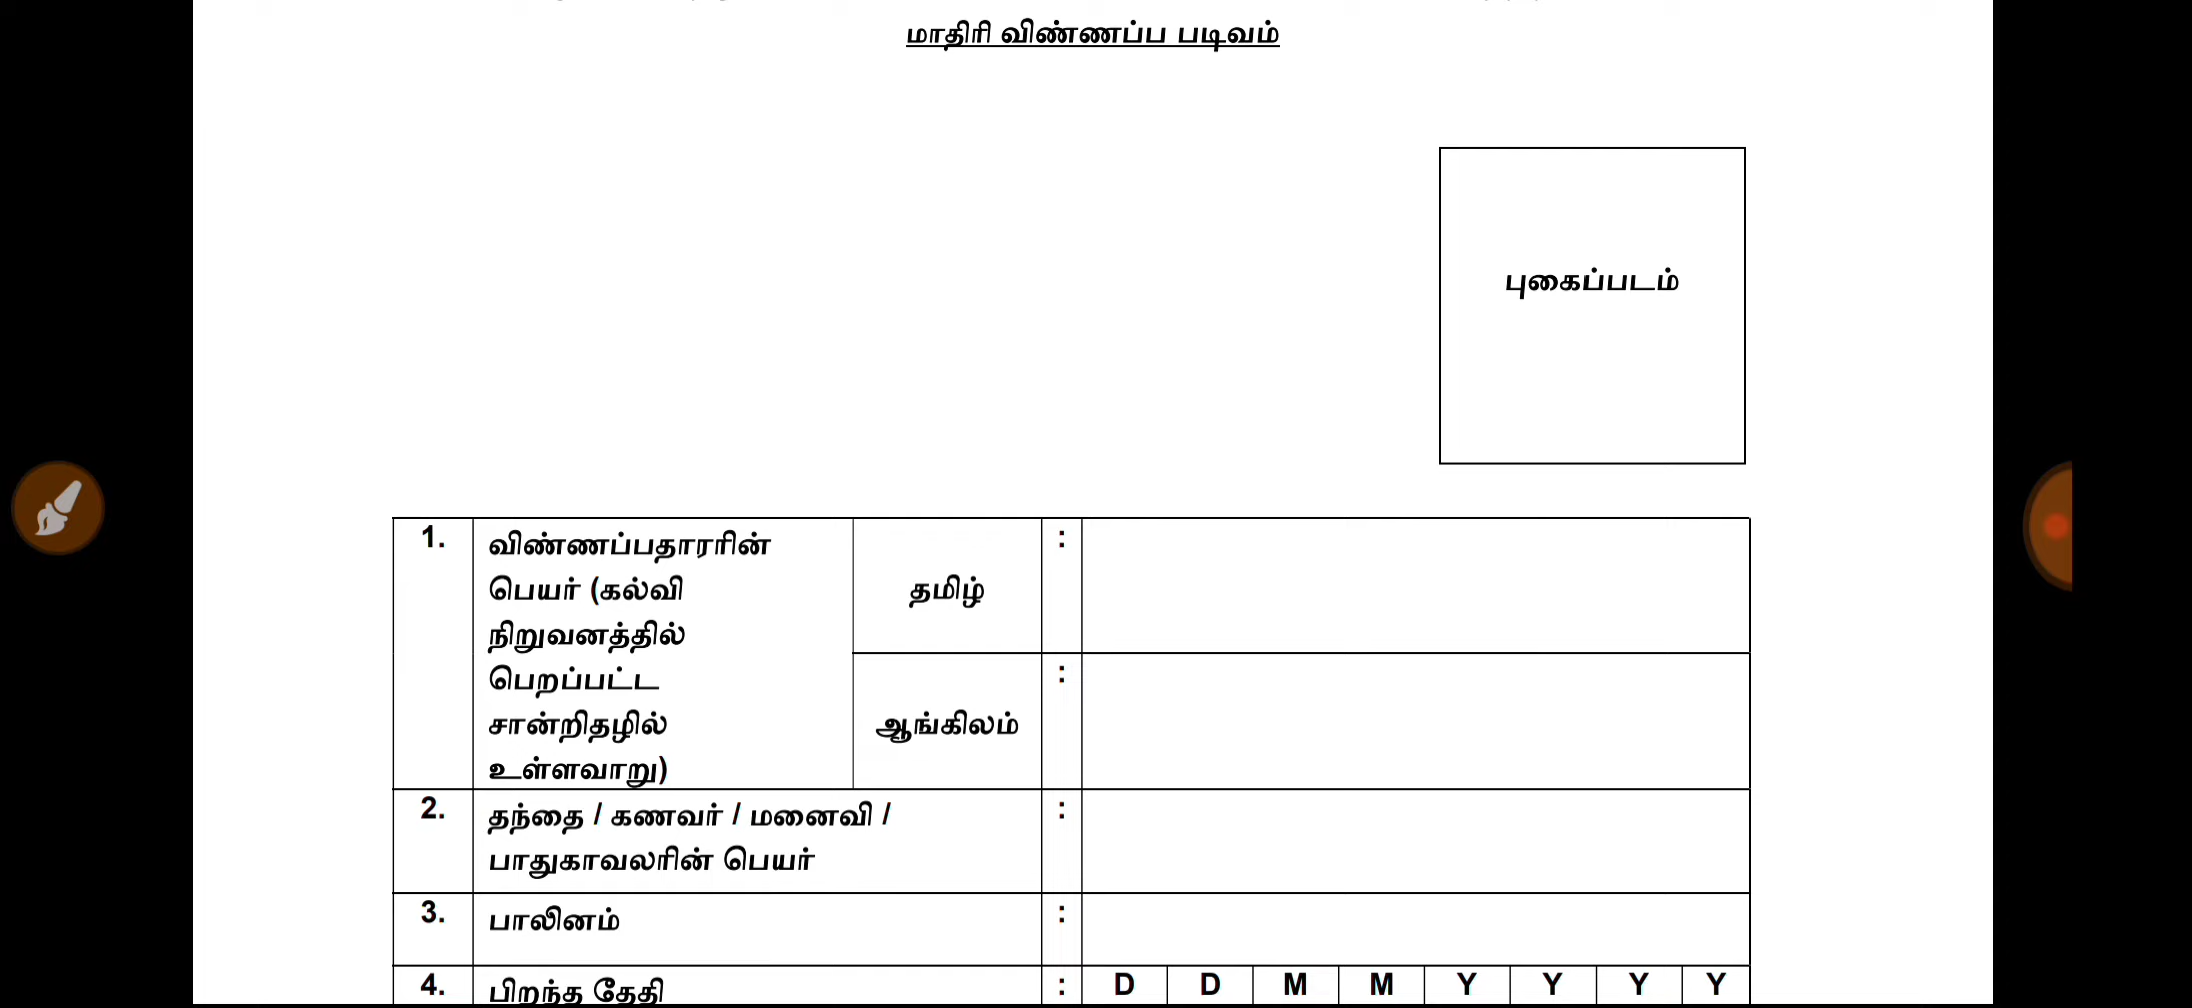 மாதிரி விண்ணப்ப படிவம்
புகைப்படம்
1. விண்ணப்பதாரரின்
பெயர் (கல்வி
நிறுவனத்தில்
பெறப்பட்ட
சான்றிதழில்
உள்ளவாறு)
தமிழ் :
ஆங்கிலம் :
2. தந்தை / கணவர் / மனைவி / :
பாதுகாவலரின் பெயர்
3. பாலினம் :
4. பிறந்த தேதி : D D M M Y Y Y Y